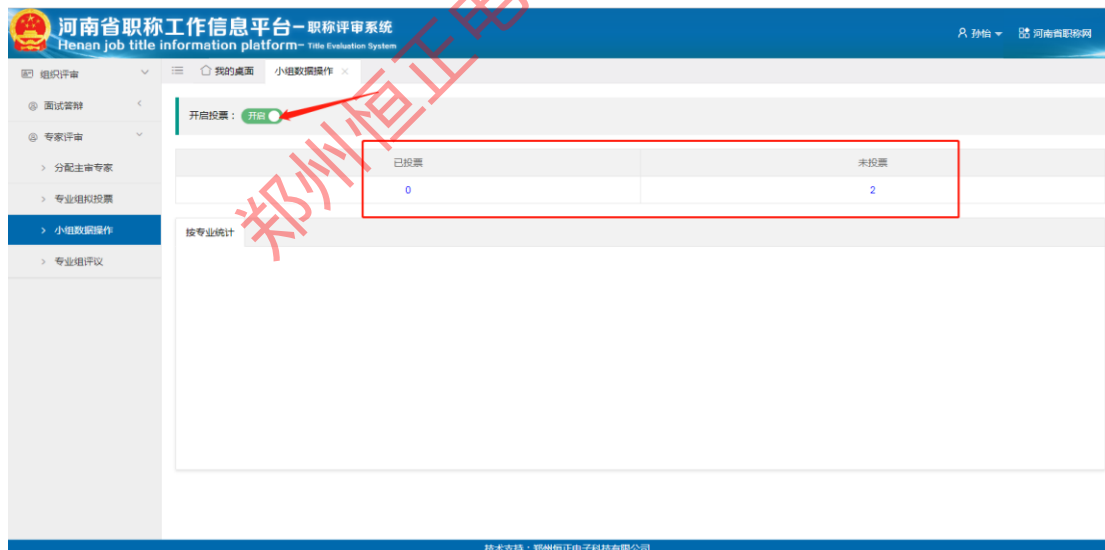 河南省职称工作信息平台-职称评审系统
Henan job title information platform- Title Evaluation System
孙怡 河南省职称网
组织评审
我的桌面 小组数据操作
面试答辩
开启投票： 开启
专家评审
已投票 未投票
分配主审专家
0 2
专业组拟投票
小组数据操作
按专业统计
专业组评议
郑州恒正电
技术支持：郑州恒正电子科技有限公司